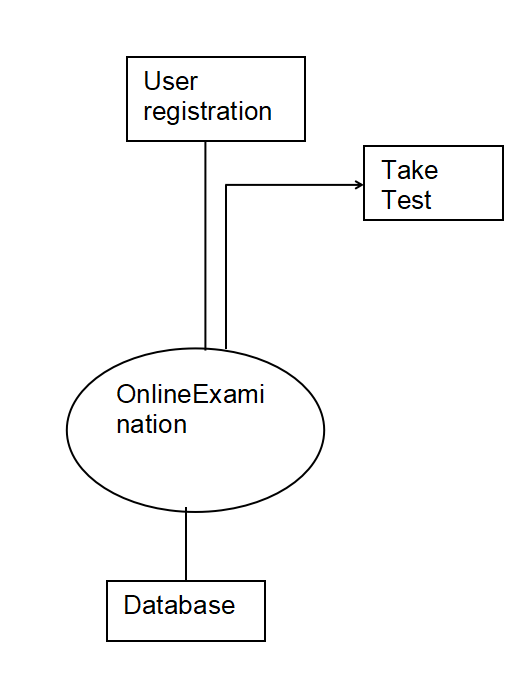 User
registration
Take
Test
OnlineExami
nation
Database